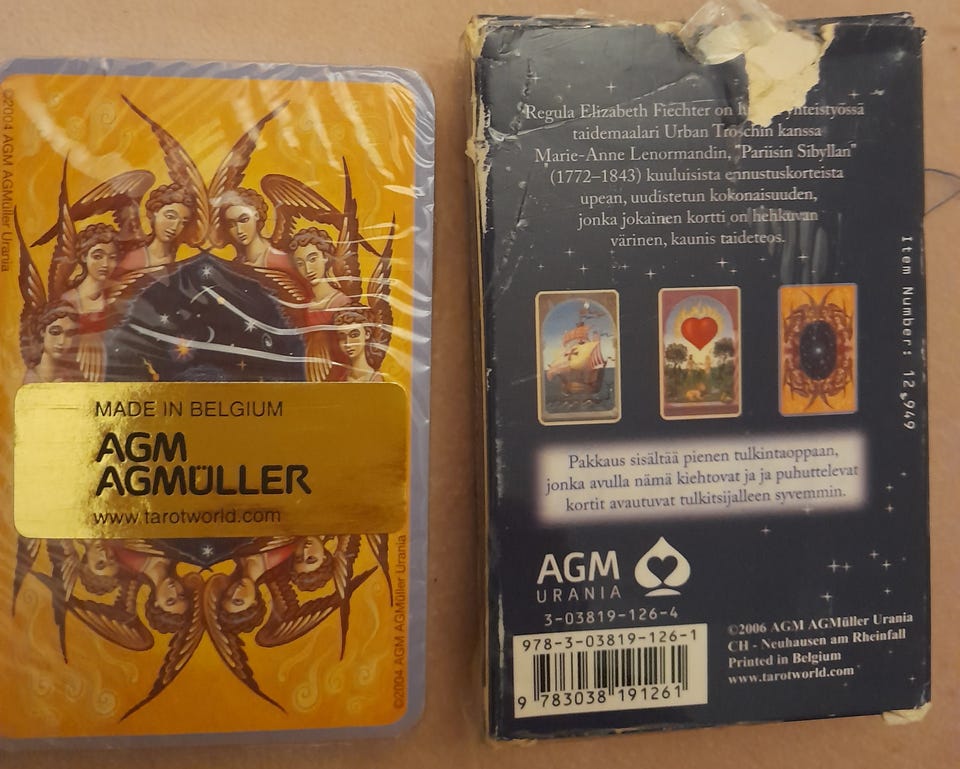 ©2004 AGM AGMüller Urania
MADE IN BELGIUM
AGM
AGMÜLLER
www.tarotworld.com
©2004 AGM AGMüller Urania
Regula Elizabeth Fiechter on yhteistyössä
taidemaalari Urban Tröschin kanssa
Marie-Anne Lenormandin, "Pariisin Sibyllan"
(1772–1843) kuuluisista ennustuskorteista
upean, uudistetun kokonaisuuden,
jonka jokainen kortti on hehkuvan
värinen, kaunis taideteos.
Item Number: 12,949
Pakkaus sisältää pienen tulkintaoppaan,
jonka avulla nämä kiehtovat ja ja puhuttelevat
kortit avautuvat tulkitsijalleen syvemmin.
AGM
URANIA
3-03819-126-4
978-3-03819-126-1
9 783038 191261
©2006 AGM AGMüller Urania
CH - Neuhausen am Rheinfall
Printed in Belgium
www.tarotworld.com